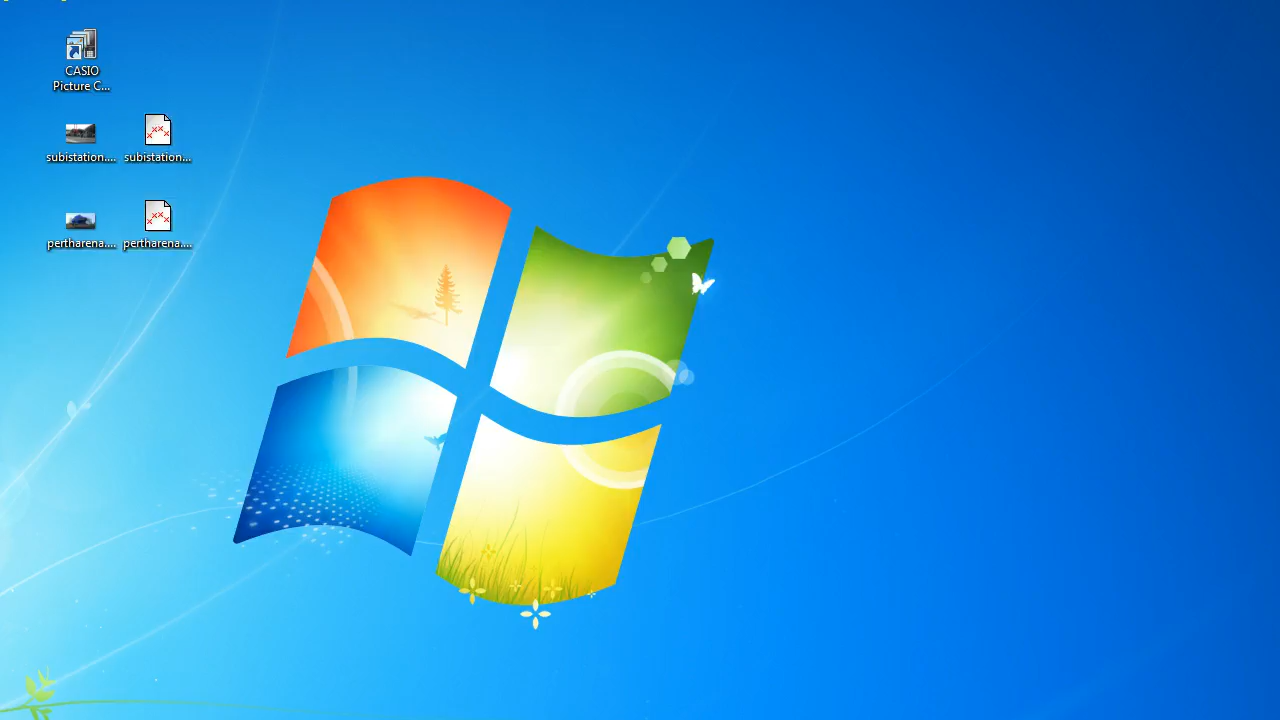 CASIO
Picture C...
subistation....
subistation...
pertharena....
pertharena....